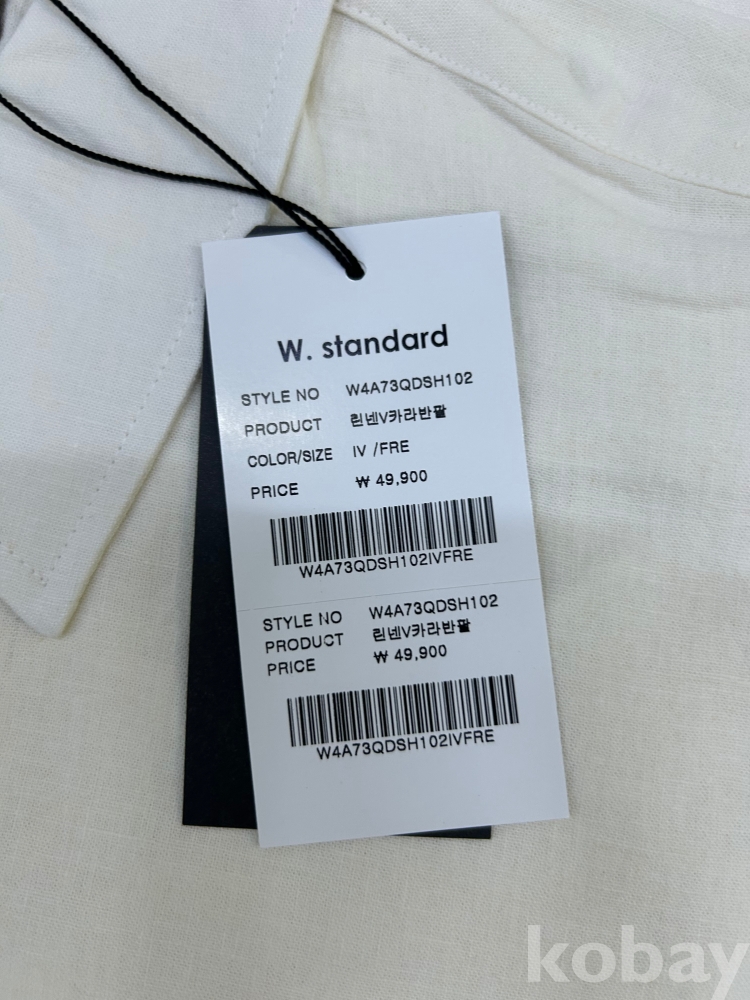 W. standard
STYLE NO W4A73QDSH102
PRODUCT 린넨V카라반팔
COLOR/SIZE IV /FRE
PRICE ₩ 49,900
W4A73QDSH102IVFRE
STYLE NO W4A73QDSH102
PRODUCT 린넨V카라반팔
PRICE ₩ 49,900
W4A73QDSH102IVFRE
kobay